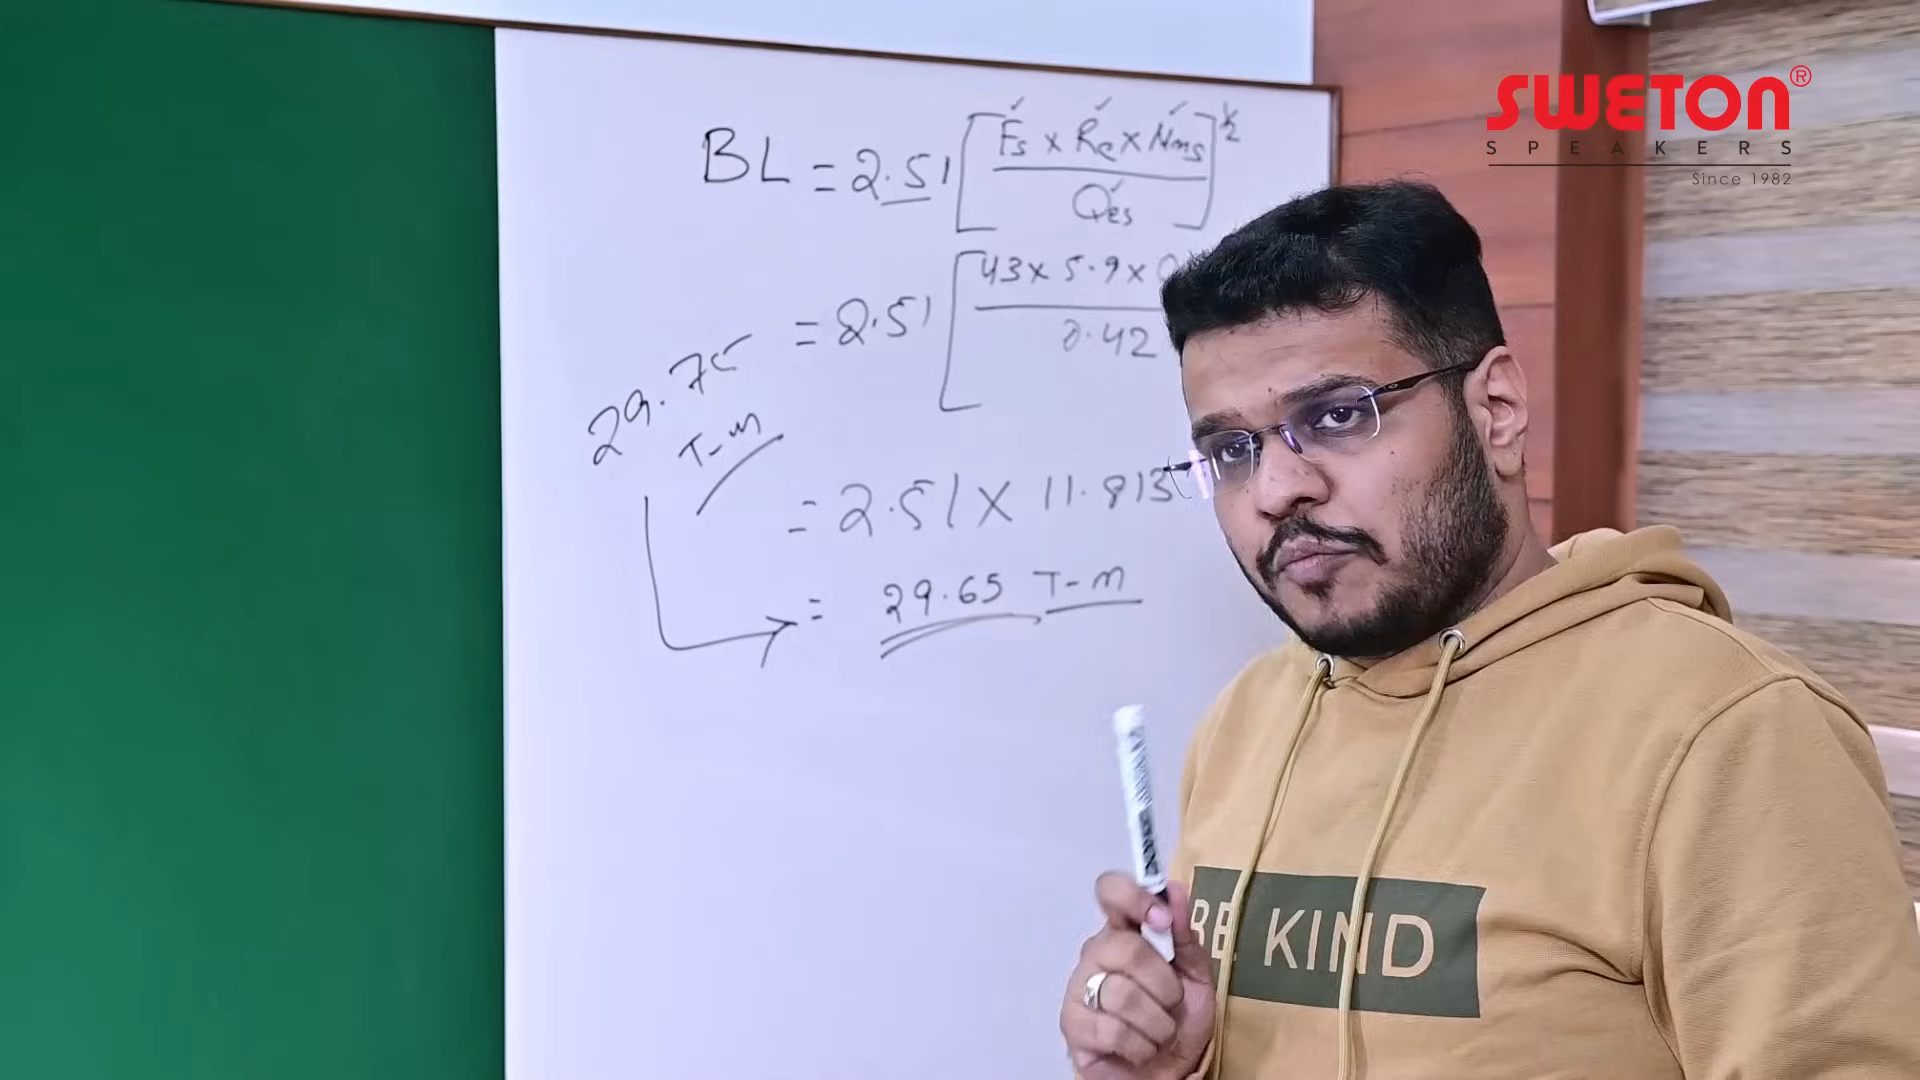 SWETON®
SPEAKERS
Since 1982
BL = 2.51 [Fs x Re x Mms / Qes]^½
= 2.51 [43 x 5.9 x / 0.42
29.75
T-m
= 2.51 x 11.813
= 29.65 T-m
BE KIND